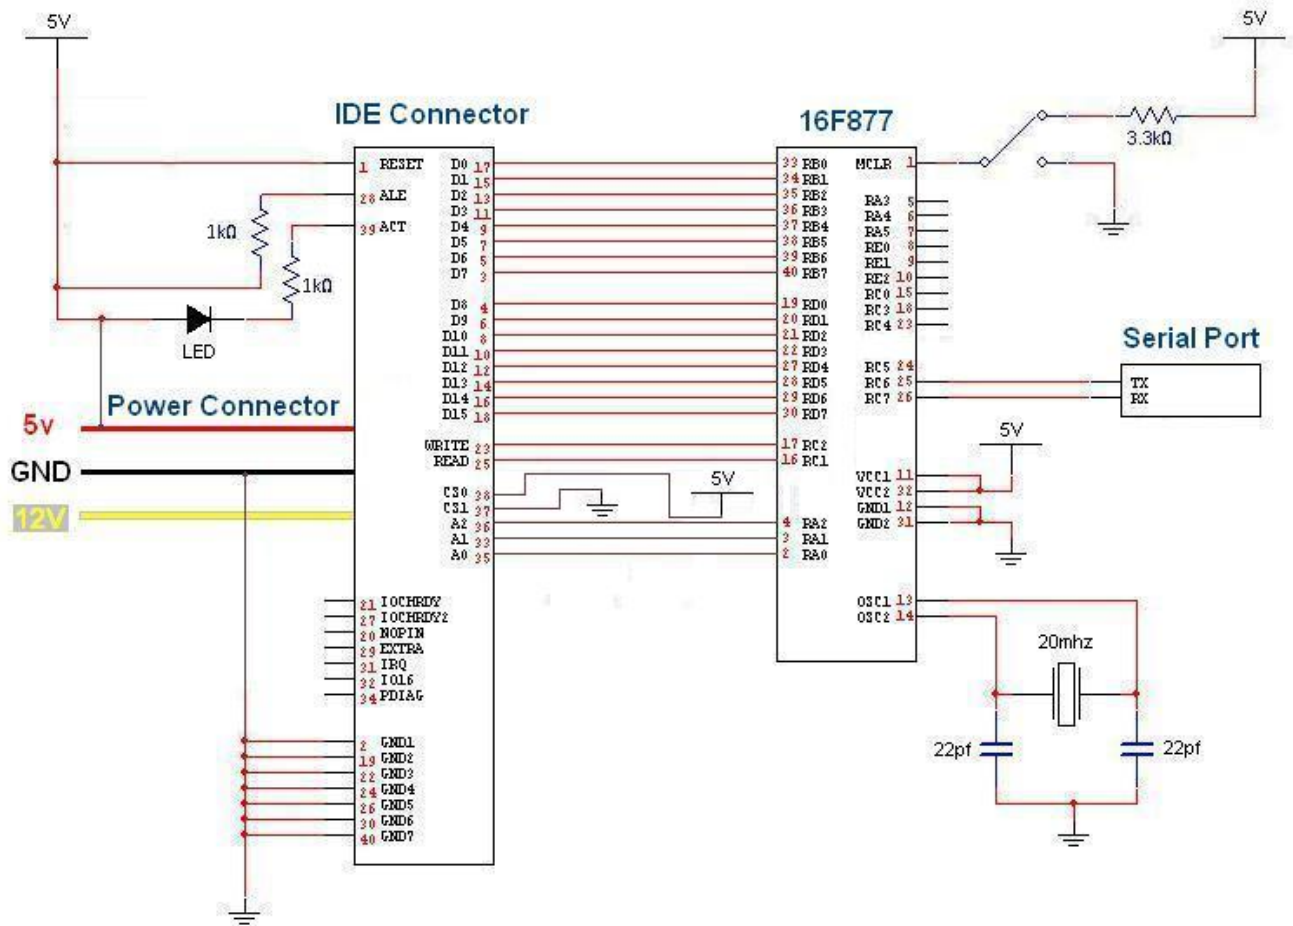 5V
5V
IDE Connector
16F877
3.3kΩ
1 RESET
28 ALE
39 ACT
1kΩ
1kΩ
LED
D0 17
D1 15
D2 13
D3 11
D4 9
D5 7
D6 5
D7 3
D8 4
D9 6
D10 8
D11 10
D12 12
D13 14
D14 16
D15 18
WRITE 23
READ 25
CS0 38
CS1 37
A2 36
A1 33
A0 35
5V
33 RB0
34 RB1
35 RB2
36 RB3
37 RB4
38 RB5
39 RB6
40 RB7
19 RD0
20 RD1
21 RD2
22 RD3
27 RD4
28 RD5
29 RD6
30 RD7
17 RC2
16 RC1
4 RA2
3 RA1
2 RA0
MCLR 1
RA3 5
RA4 6
RA5 7
RE0 8
RE1 9
RE2 10
RC0 15
RC3 18
RC4 23
RC5 24
RC6 25
RC7 26
Serial Port
TX
RX
5V
VCC1 11
VCC2 32
GND1 12
GND2 31
OSC1 13
OSC2 14
20mhz
22pf
22pf
Power Connector
5v
GND
12V
21 IOCHRDY
27 IOCHRDY2
20 NOPIN
29 EXTRA
31 IRQ
32 IO16
34 PDIAG
2 GND1
19 GND2
22 GND3
24 GND4
26 GND5
30 GND6
40 GND7